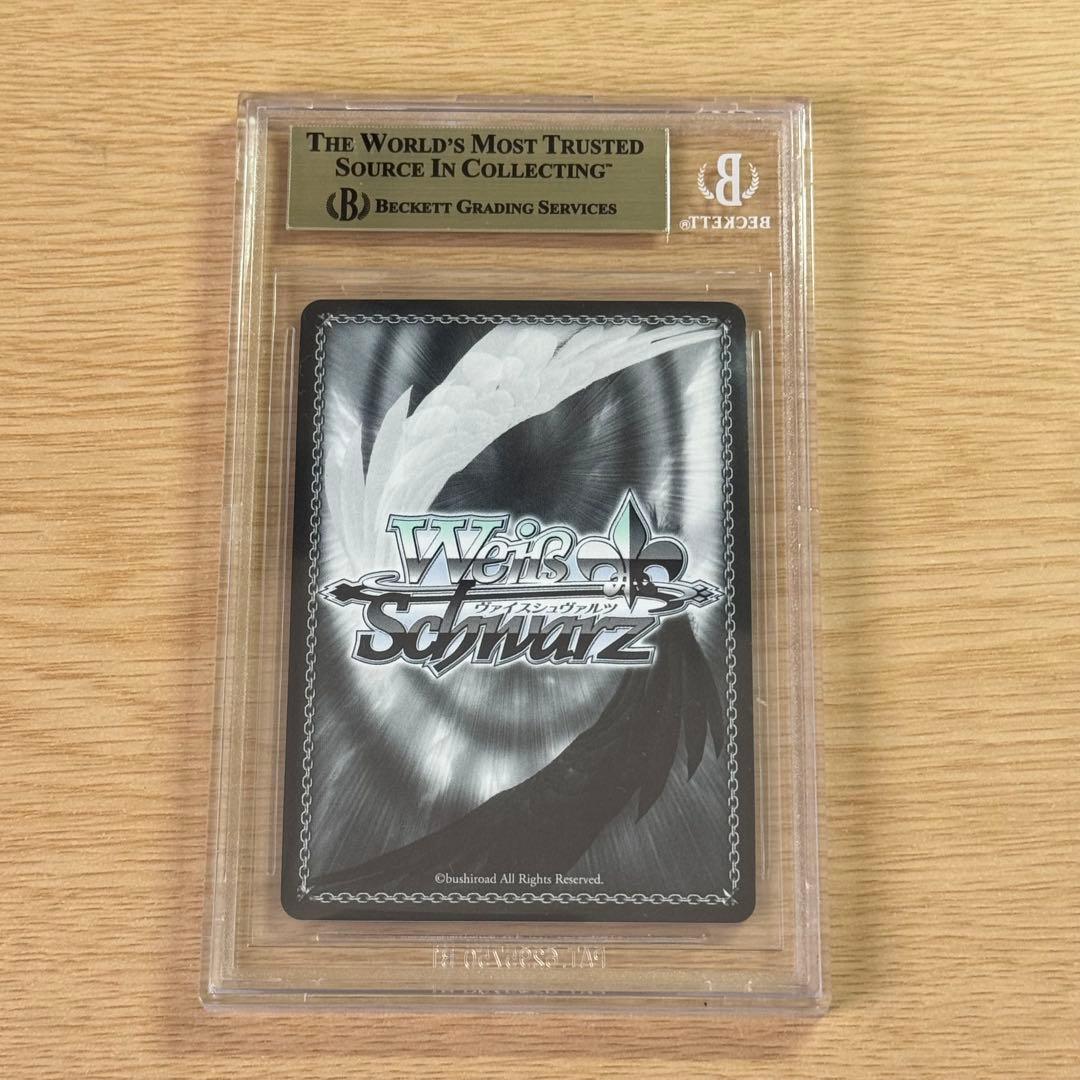 THE WORLD'S MOST TRUSTED
SOURCE IN COLLECTING™
B BECKETT GRADING SERVICES
B
BECKETT®
Weiß
ヴァイスシュヴァルツ
Schwarz
©bushiroad All Rights Reserved.